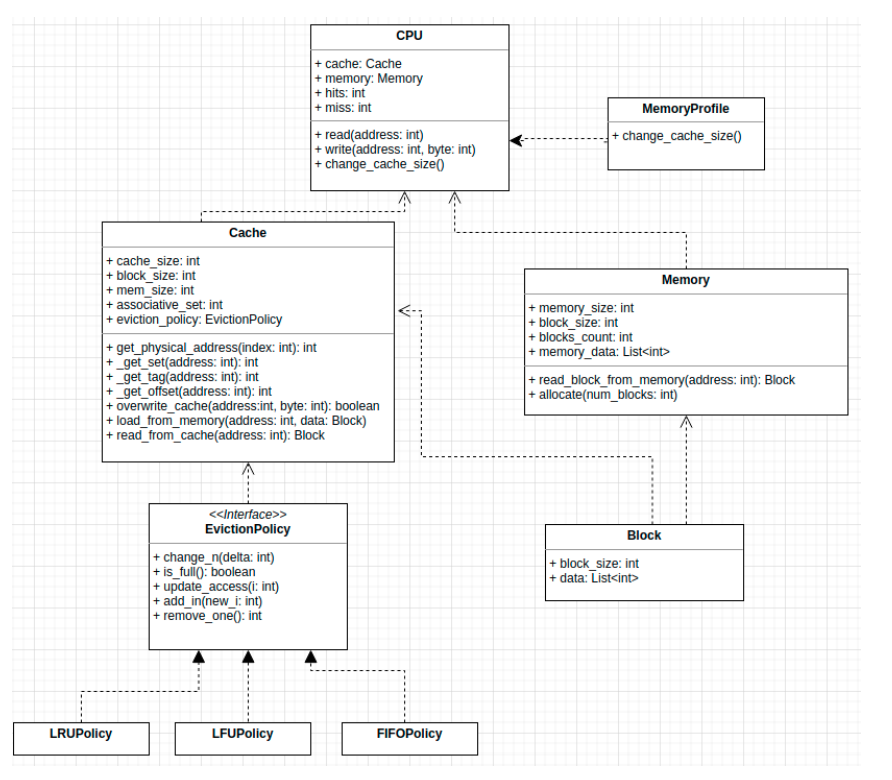 CPU
+ cache: Cache
+ memory: Memory
+ hits: int
+ miss: int
+ read(address: int)
+ write(address: int, byte: int)
+ change_cache_size()
MemoryProfile
+ change_cache_size()
Cache
+ cache_size: int
+ block_size: int
+ mem_size: int
+ associative_set: int
+ eviction_policy: EvictionPolicy
+ get_physical_address(index: int): int
+ _get_set(address: int): int
+ _get_tag(address: int): int
+ _get_offset(address: int): int
+ overwrite_cache(address:int, byte: int): boolean
+ load_from_memory(address: int, data: Block)
+ read_from_cache(address: int): Block
Memory
+ memory_size: int
+ block_size: int
+ blocks_count: int
+ memory_data: List<int>
+ read_block_from_memory(address: int): Block
+ allocate(num_blocks: int)
<<Interface>>
EvictionPolicy
+ change_n(delta: int)
+ is_full(): boolean
+ update_access(i: int)
+ add_in(new_i: int)
+ remove_one(): int
Block
+ block_size: int
+ data: List<int>
LRUPolicy
LFUPolicy
FIFOPolicy